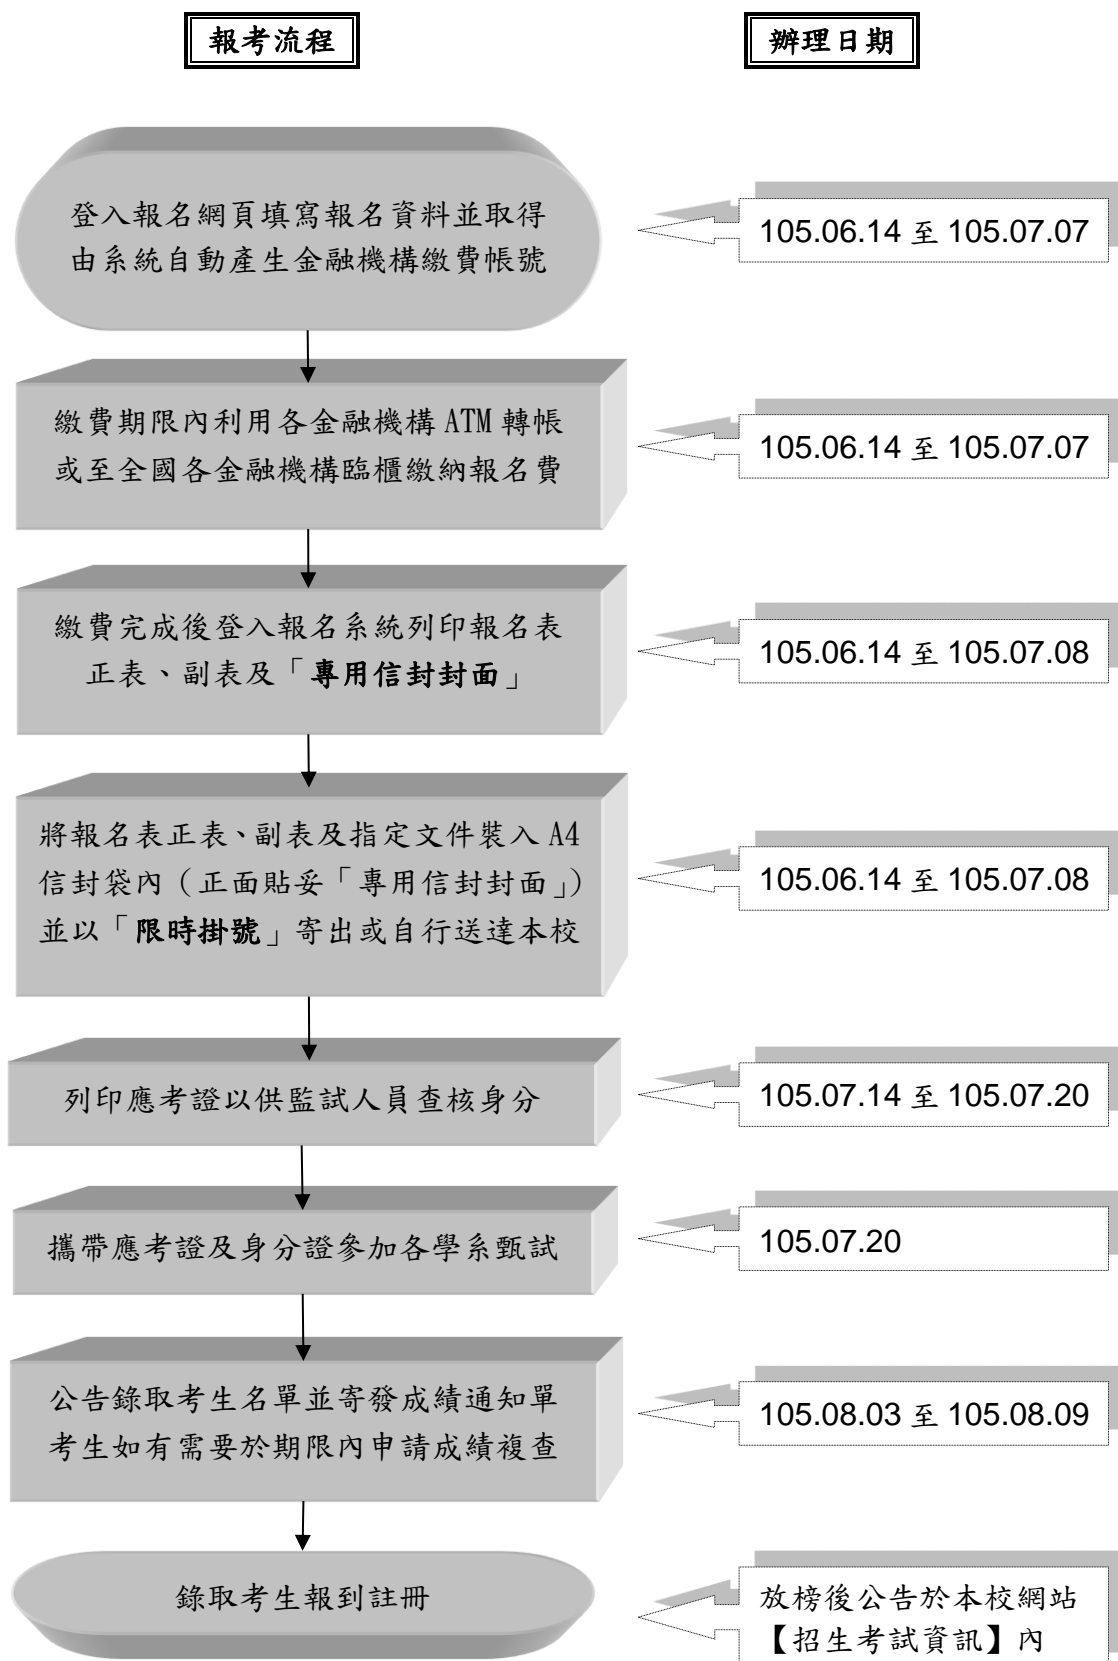 報考流程
辦理日期
登入報名網頁填寫報名資料並取得
由系統自動產生金融機構繳費帳號
105.06.14 至 105.07.07
繳費期限內利用各金融機構 ATM 轉帳
或至全國各金融機構臨櫃繳納報名費
105.06.14 至 105.07.07
繳費完成後登入報名系統列印報名表
正表、副表及「專用信封封面」
105.06.14 至 105.07.08
將報名表正表、副表及指定文件裝入 A4
信封袋內（正面貼妥「專用信封封面」）
並以「限時掛號」寄出或自行送達本校
105.06.14 至 105.07.08
列印應考證以供監試人員查核身分
105.07.14 至 105.07.20
攜帶應考證及身分證參加各學系甄試
105.07.20
公告錄取考生名單並寄發成績通知單
考生如有需要於期限內申請成績複查
105.08.03 至 105.08.09
錄取考生報到註冊
放榜後公告於本校網站
【招生考試資訊】內